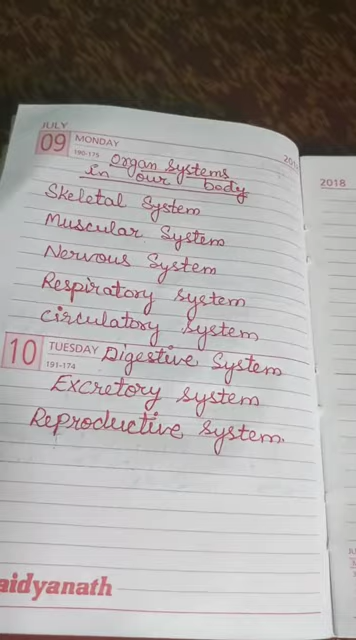 JULY
09 MONDAY
190-175 Organ Systems
in our body
2018
Skeletal System
Muscular System
Nervous System
Respiratory System
Circulatory System
10 TUESDAY Digestive System
191-174
Excretory System
Reproductive System.
aidyanath